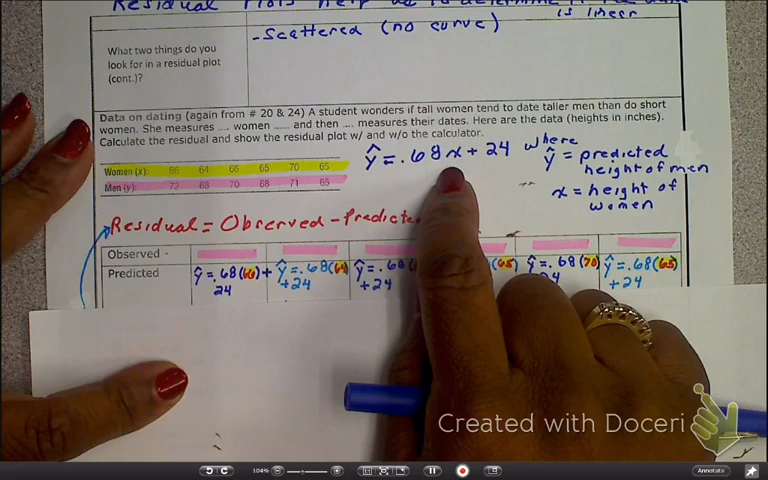 Residual Plots help us to determine if the data
is linear
What two things do you
look for in a residual plot
(cont.)?
-Scattered (no curve)
Data on dating (again from # 20 & 24) A student wonders if tall women tend to date taller men than do short
women. She measures .... women ...... and then .... measures their dates. Here are the data (heights in inches).
Calculate the residual and show the residual plot w/ and w/o the calculator.
Women (x): 66 64 66 65 70 65
Men (y): 72 68 70 68 71 65
ŷ = .68x + 24 where
ŷ = predicted
height of men
x = height of
women
Residual = Observed - Predicte
Observed -
Predicted
ŷ = .68(66) + 24
ŷ = .68(64) + 24
ŷ = .68( + 24
(65)
ŷ = .68(70) 24
ŷ = .68(65) + 24
Created with Doceri
104%
Annotate